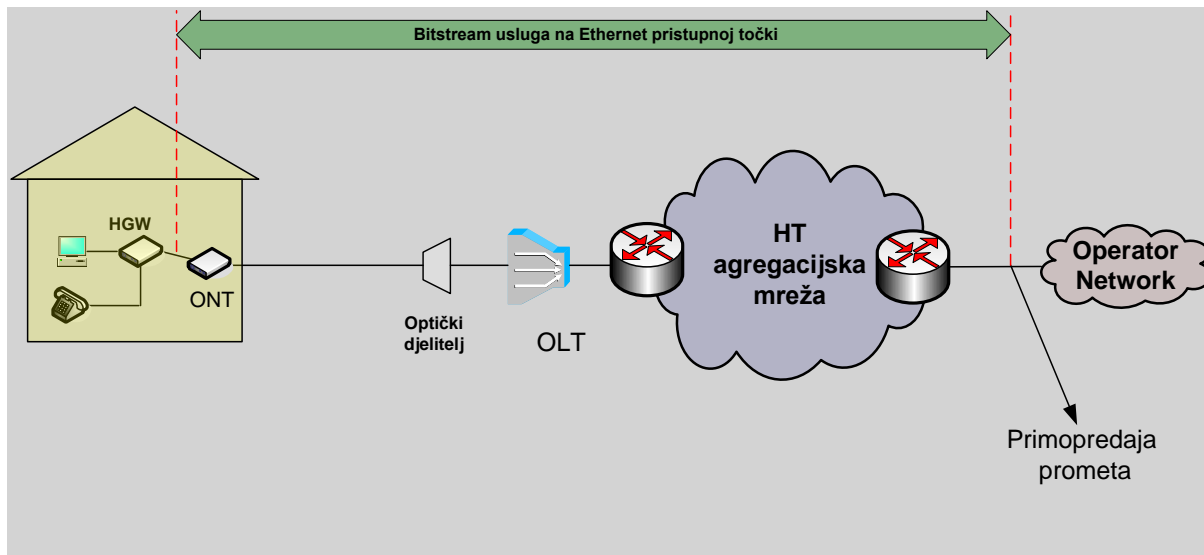 Bitstream usluga na Ethernet pristupnoj točki
HGW
ONT
Optički
djelitelj
OLT
HT
agregacijska
mreža
Operator
Network
Primopredaja
prometa